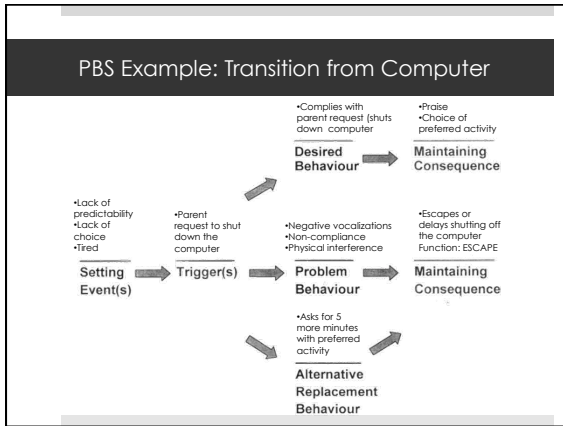 PBS Example: Transition from Computer
•Complies with
parent request (shuts
down  computer
Desired
Behaviour
•Praise
•Choice of
preferred activity
Maintaining
Consequence
•Lack of
predictability
•Lack of
choice
•Tired
Setting
Event(s)
•Parent
request to shut
down the
computer
Trigger(s)
•Negative vocalizations
•Non-compliance
•Physical interference
Problem
Behaviour
•Escapes or
delays shutting off
the computer
Function: ESCAPE
Maintaining
Consequence
•Asks for 5
more minutes
with preferred
activity
Alternative
Replacement
Behaviour